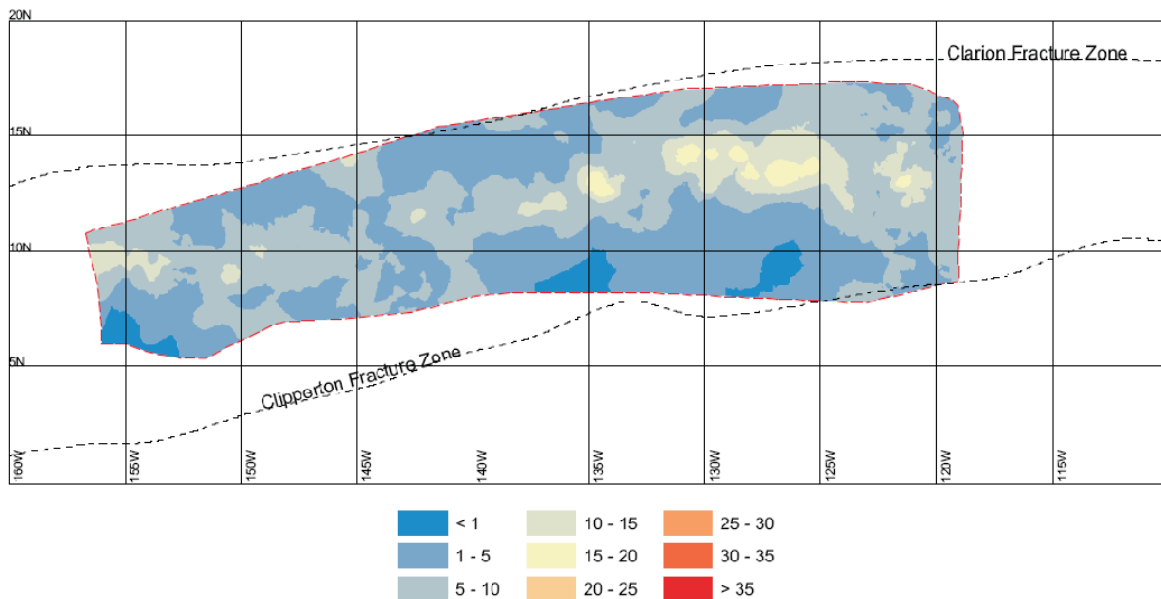 20N
Clarion Fracture Zone
15N
10N
5N
Clipperton Fracture Zone
160W
155W
150W
145W
140W
135W
130W
125W
120W
115W
< 1
10 - 15
25 - 30
1 - 5
15 - 20
30 - 35
5 - 10
20 - 25
> 35